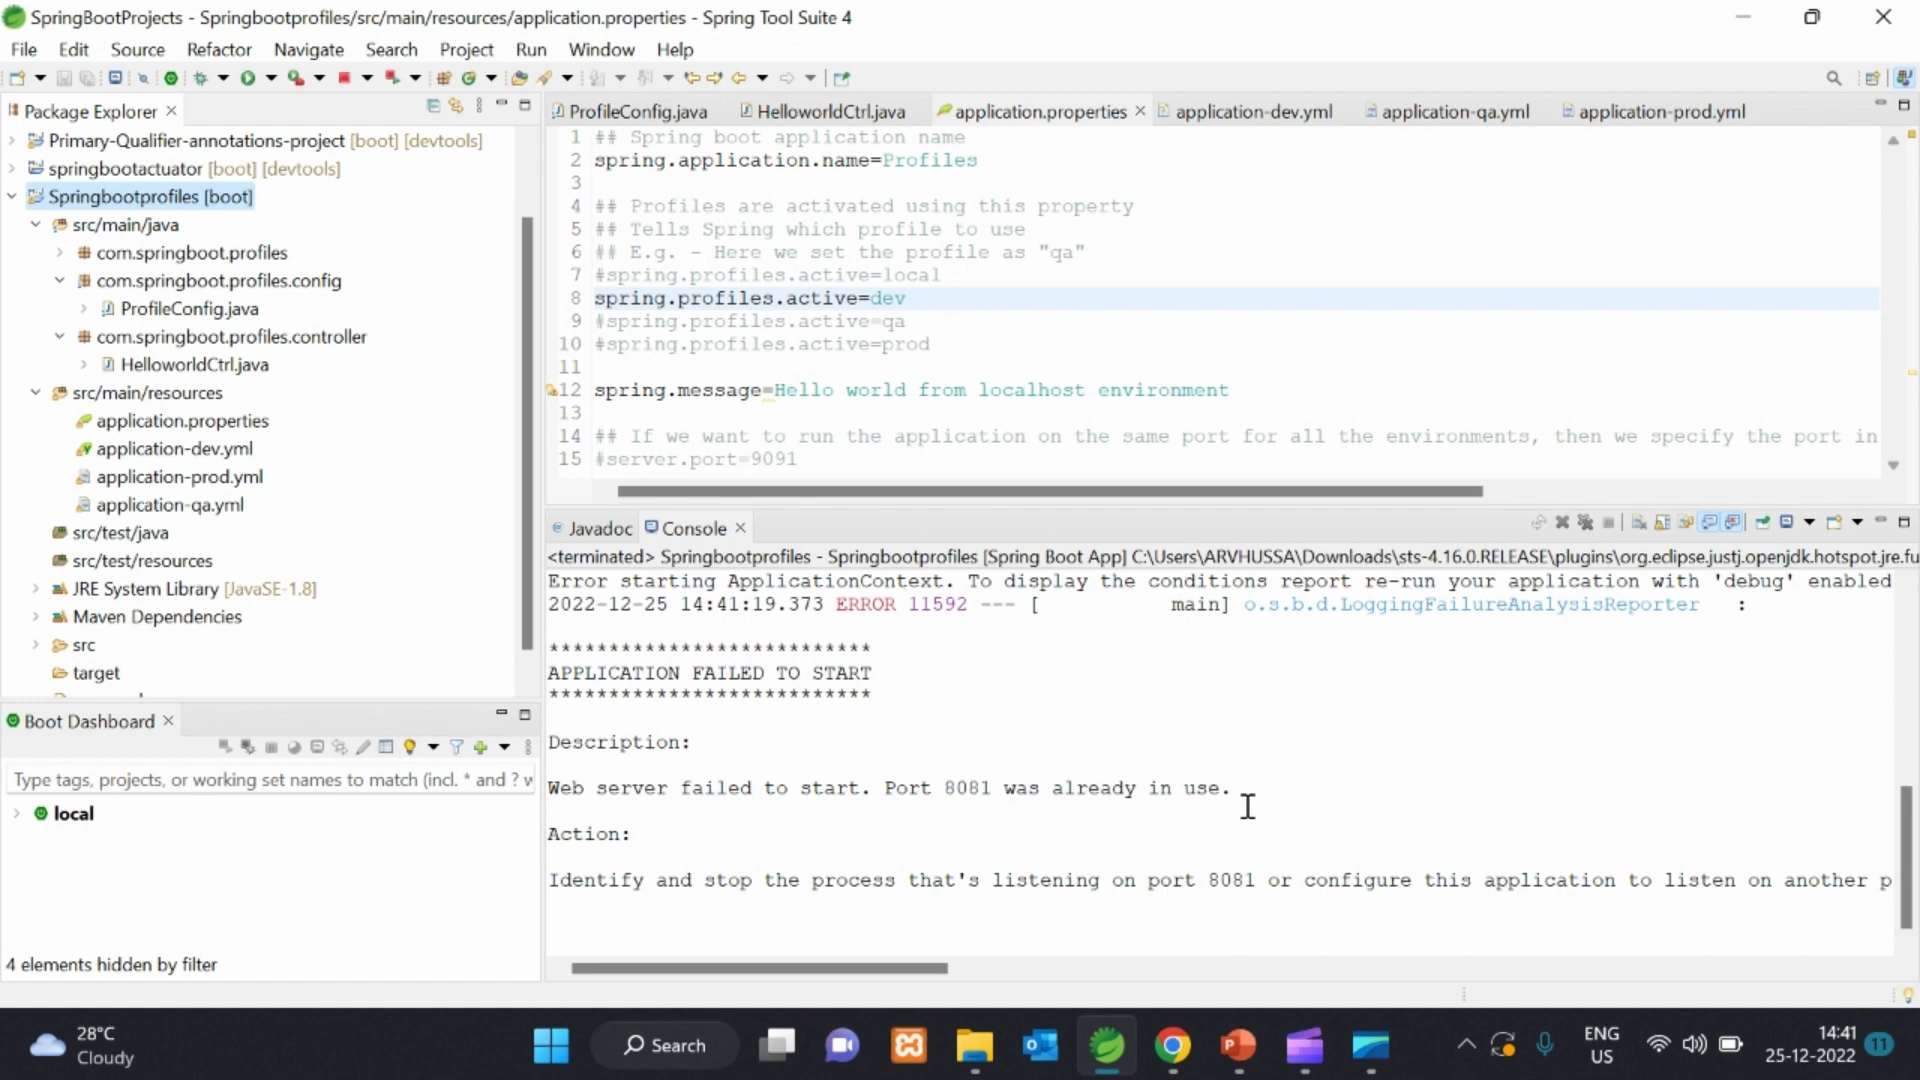 SpringBootProjects - Springbootprofiles/src/main/resources/application.properties - Spring Tool Suite 4
File Edit Source Refactor Navigate Search Project Run Window Help
Package Explorer
Primary-Qualifier-annotations-project [boot] [devtools]
springbootactuator [boot] [devtools]
Springbootprofiles [boot]
src/main/java
com.springboot.profiles
com.springboot.profiles.config
ProfileConfig.java
com.springboot.profiles.controller
HelloworldCtrl.java
src/main/resources
application.properties
application-dev.yml
application-prod.yml
application-qa.yml
src/test/java
src/test/resources
JRE System Library [JavaSE-1.8]
Maven Dependencies
src
target
Boot Dashboard
Type tags, projects, or working set names to match (incl. * and ? w
local
4 elements hidden by filter
ProfileConfig.java HelloworldCtrl.java application.properties application-dev.yml application-qa.yml application-prod.yml
1 ## Spring boot application name
2 spring.application.name=Profiles
3
4 ## Profiles are activated using this property
5 ## Tells Spring which profile to use
6 ## E.g. - Here we set the profile as "qa"
7 #spring.profiles.active=local
8 spring.profiles.active=dev
9 #spring.profiles.active=qa
10 #spring.profiles.active=prod
11
12 spring.message=Hello world from localhost environment
13
14 ## If we want to run the application on the same port for all the environments, then we specify the port in
15 #server.port=9091
Javadoc Console
<terminated> Springbootprofiles - Springbootprofiles [Spring Boot App] C:\Users\ARVHUSSA\Downloads\sts-4.16.0.RELEASE\plugins\org.eclipse.justj.openjdk.hotspot.jre.fu
Error starting ApplicationContext. To display the conditions report re-run your application with 'debug' enabled
2022-12-25 14:41:19.373 ERROR 11592 --- [ main] o.s.b.d.LoggingFailureAnalysisReporter :
***************************
APPLICATION FAILED TO START
***************************
Description:
Web server failed to start. Port 8081 was already in use.
Action:
Identify and stop the process that's listening on port 8081 or configure this application to listen on another p
28°C
Cloudy
Search
ENG
US
14:41
25-12-2022
11